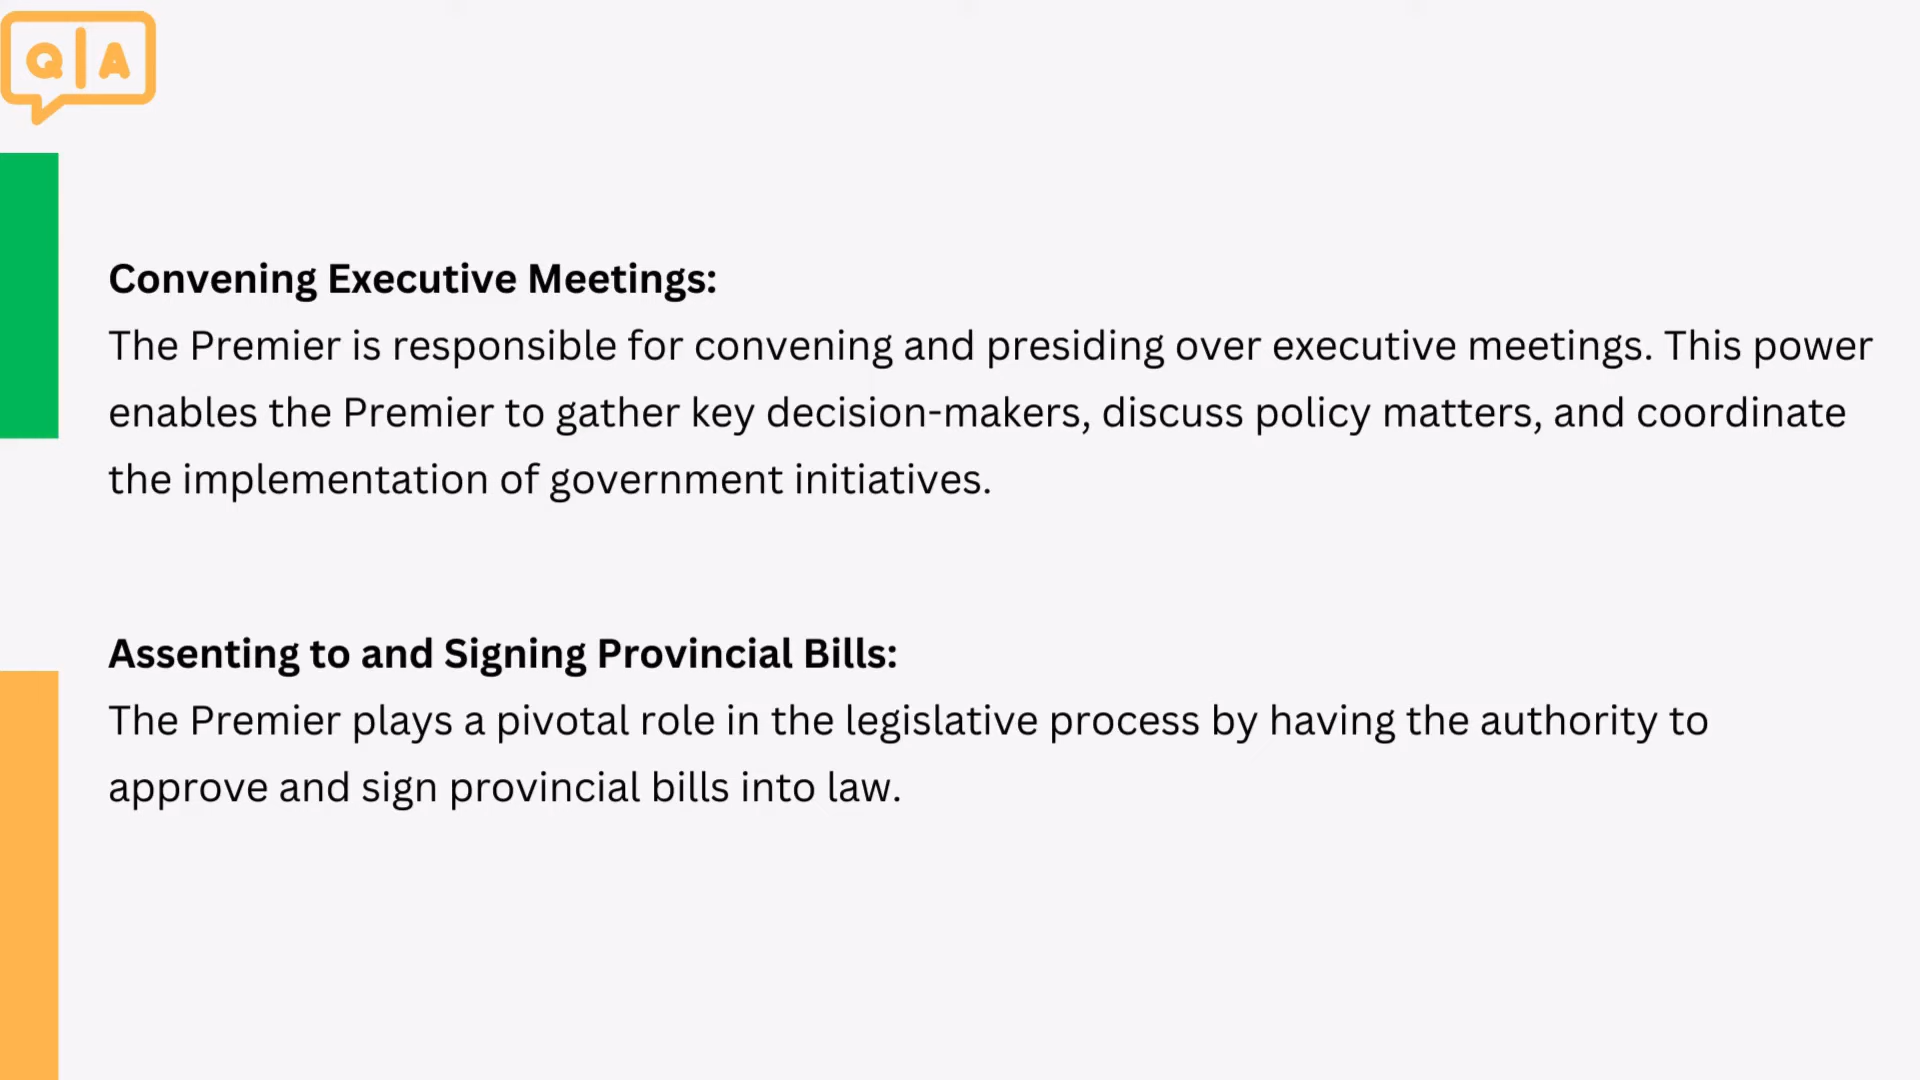 Q|A
Convening Executive Meetings:
The Premier is responsible for convening and presiding over executive meetings. This power
enables the Premier to gather key decision-makers, discuss policy matters, and coordinate
the implementation of government initiatives.
Assenting to and Signing Provincial Bills:
The Premier plays a pivotal role in the legislative process by having the authority to
approve and sign provincial bills into law.